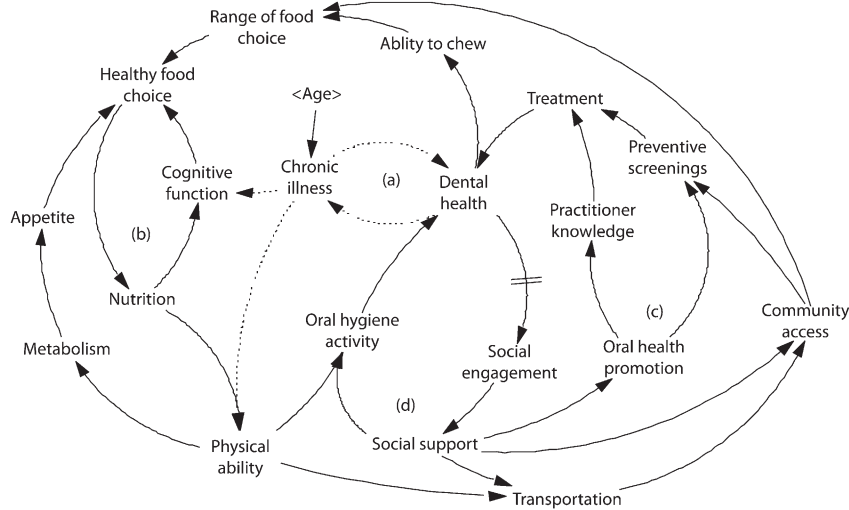 Range of food
choice
Ablity to chew
Healthy food
choice
<Age>
Treatment
Preventive
screenings
Chronic
illness
(a)
Cognitive
function
Dental
health
Appetite
(b)
Practitioner
knowledge
Nutrition
Oral hygiene
activity
(c)
Community
access
Metabolism
Social
engagement
Oral health
promotion
(d)
Physical
ability
Social support
Transportation